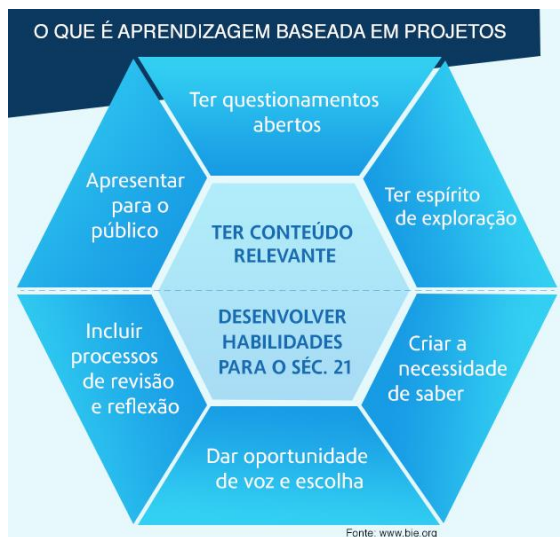 O QUE É APRENDIZAGEM BASEADA EM PROJETOS
Ter questionamentos
abertos
Ter espírito
de exploração
Criar a
necessidade
de saber
Dar oportunidade
de voz e escolha
Incluir
processos
de revisão
e reflexão
Apresentar
para o
público
TER CONTEÚDO
RELEVANTE
DESENVOLVER
HABILIDADES
PARA O SÉC. 21
Fonte: www.bie.org